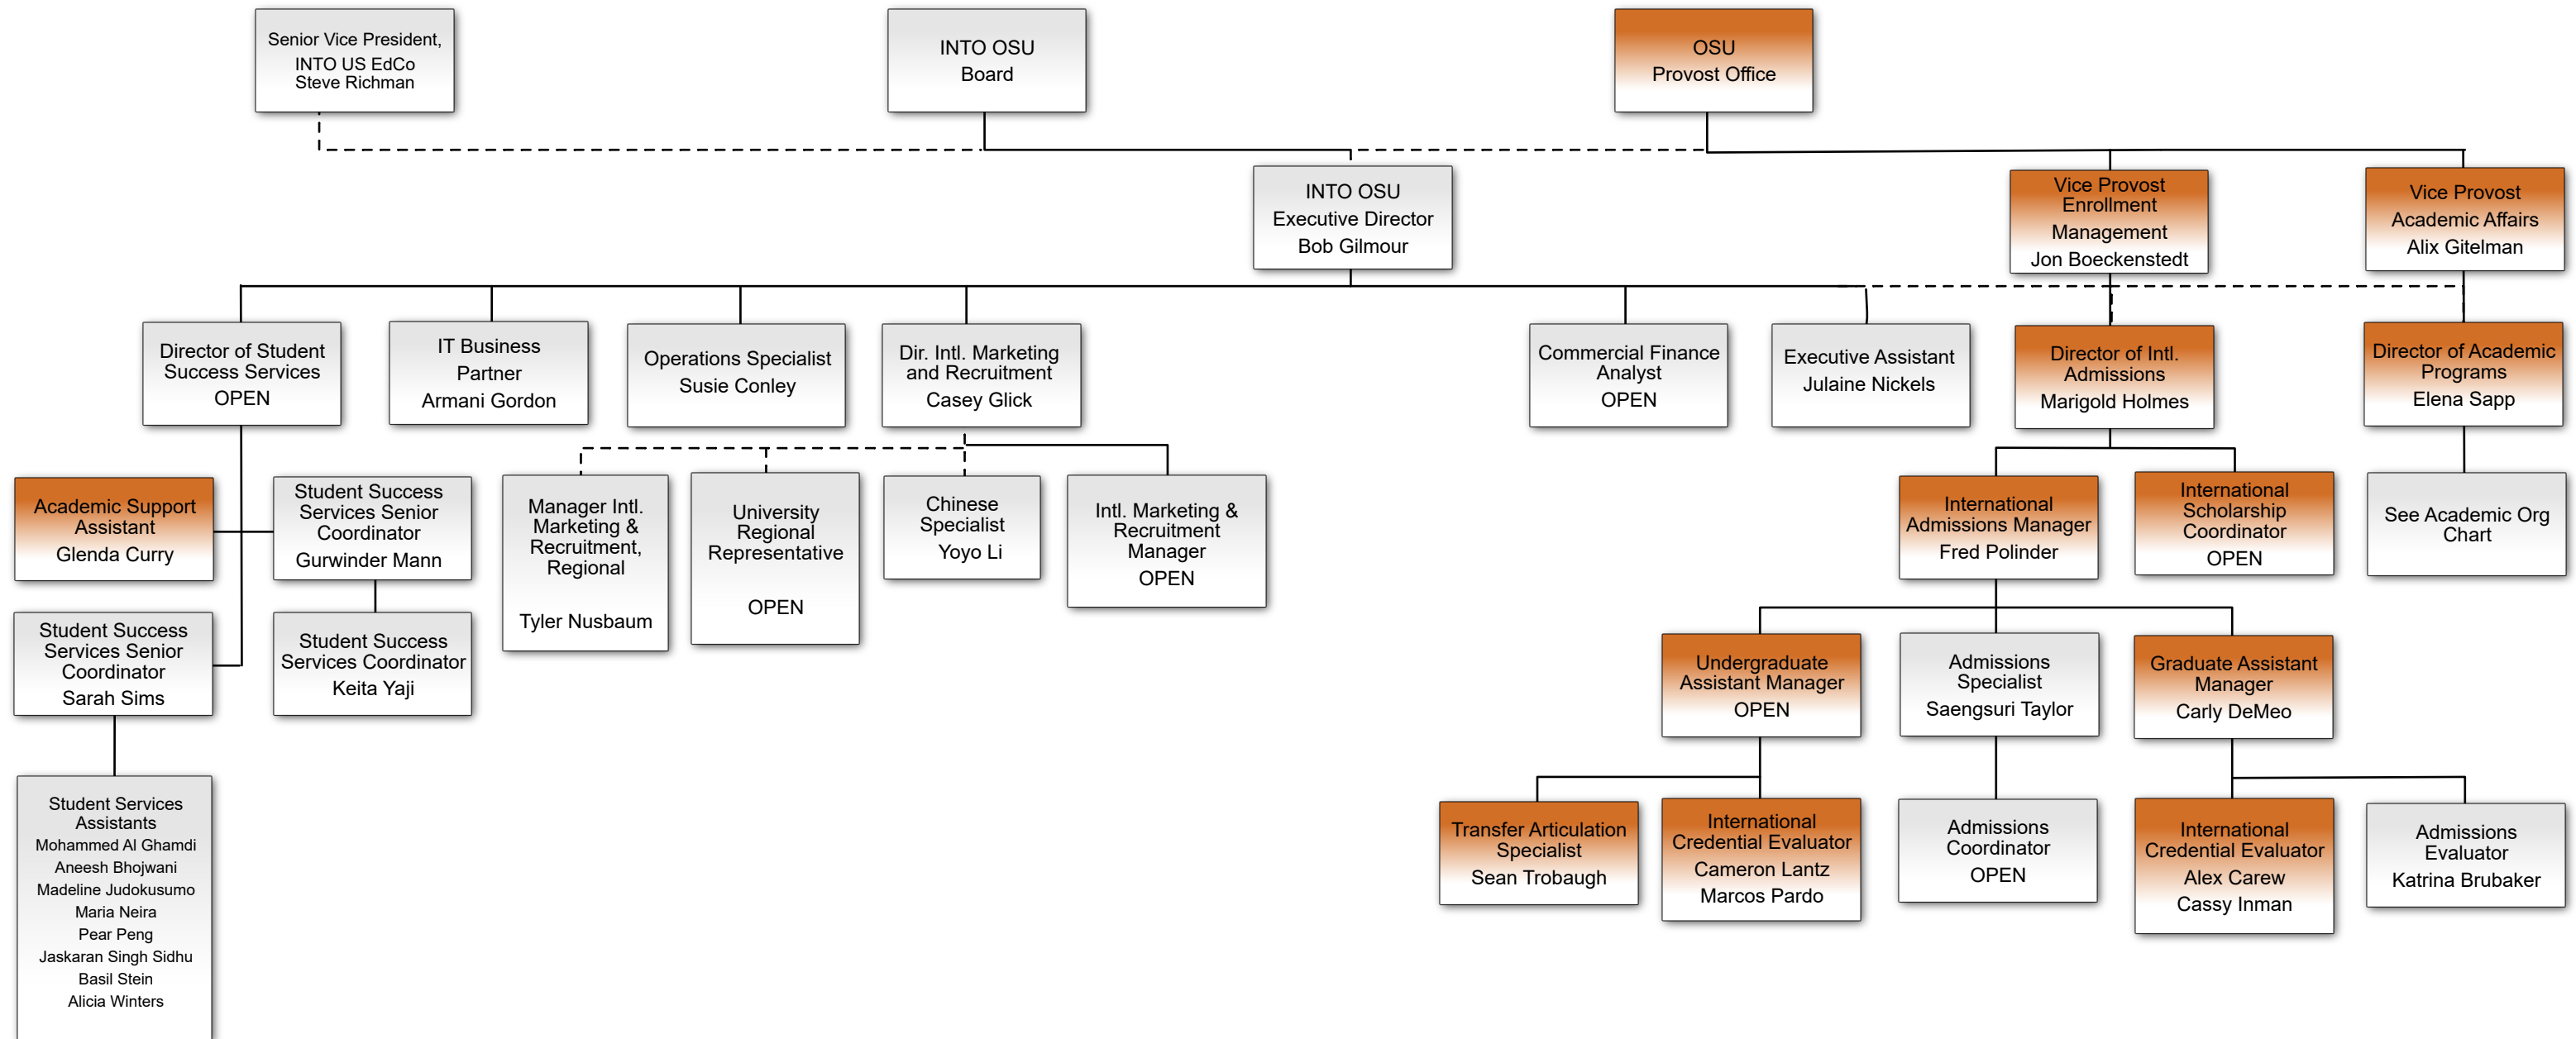 Senior Vice President,
INTO US EdCo
Steve Richman
INTO OSU
Board
OSU
Provost Office
INTO OSU
Executive Director
Bob Gilmour
Vice Provost
Enrollment
Management
Jon Boeckenstedt
Vice Provost
Academic Affairs
Alix Gitelman
Director of Student
Success Services
OPEN
IT Business
Partner
Armani Gordon
Operations Specialist
Susie Conley
Dir. Intl. Marketing
and Recruitment
Casey Glick
Commercial Finance
Analyst
OPEN
Executive Assistant
Julaine Nickels
Director of Intl.
Admissions
Marigold Holmes
Director of Academic
Programs
Elena Sapp
Academic Support
Assistant
Glenda Curry
Student Success
Services Senior
Coordinator
Gurwinder Mann
Manager Intl.
Marketing &
Recruitment,
Regional
Tyler Nusbaum
University
Regional
Representative
OPEN
Chinese
Specialist
Yoyo Li
Intl. Marketing &
Recruitment
Manager
OPEN
International
Admissions Manager
Fred Polinder
International
Scholarship
Coordinator
OPEN
See Academic Org
Chart
Student Success
Services Senior
Coordinator
Sarah Sims
Student Success
Services Coordinator
Keita Yaji
Undergraduate
Assistant Manager
OPEN
Admissions
Specialist
Saengsuri Taylor
Graduate Assistant
Manager
Carly DeMeo
Student Services
Assistants
Mohammed Al Ghamdi
Aneesh Bhojwani
Madeline Judokusumo
Maria Neira
Pear Peng
Jaskaran Singh Sidhu
Basil Stein
Alicia Winters
Transfer Articulation
Specialist
Sean Trobaugh
International
Credential Evaluator
Cameron Lantz
Marcos Pardo
Admissions
Coordinator
OPEN
International
Credential Evaluator
Alex Carew
Cassy Inman
Admissions
Evaluator
Katrina Brubaker